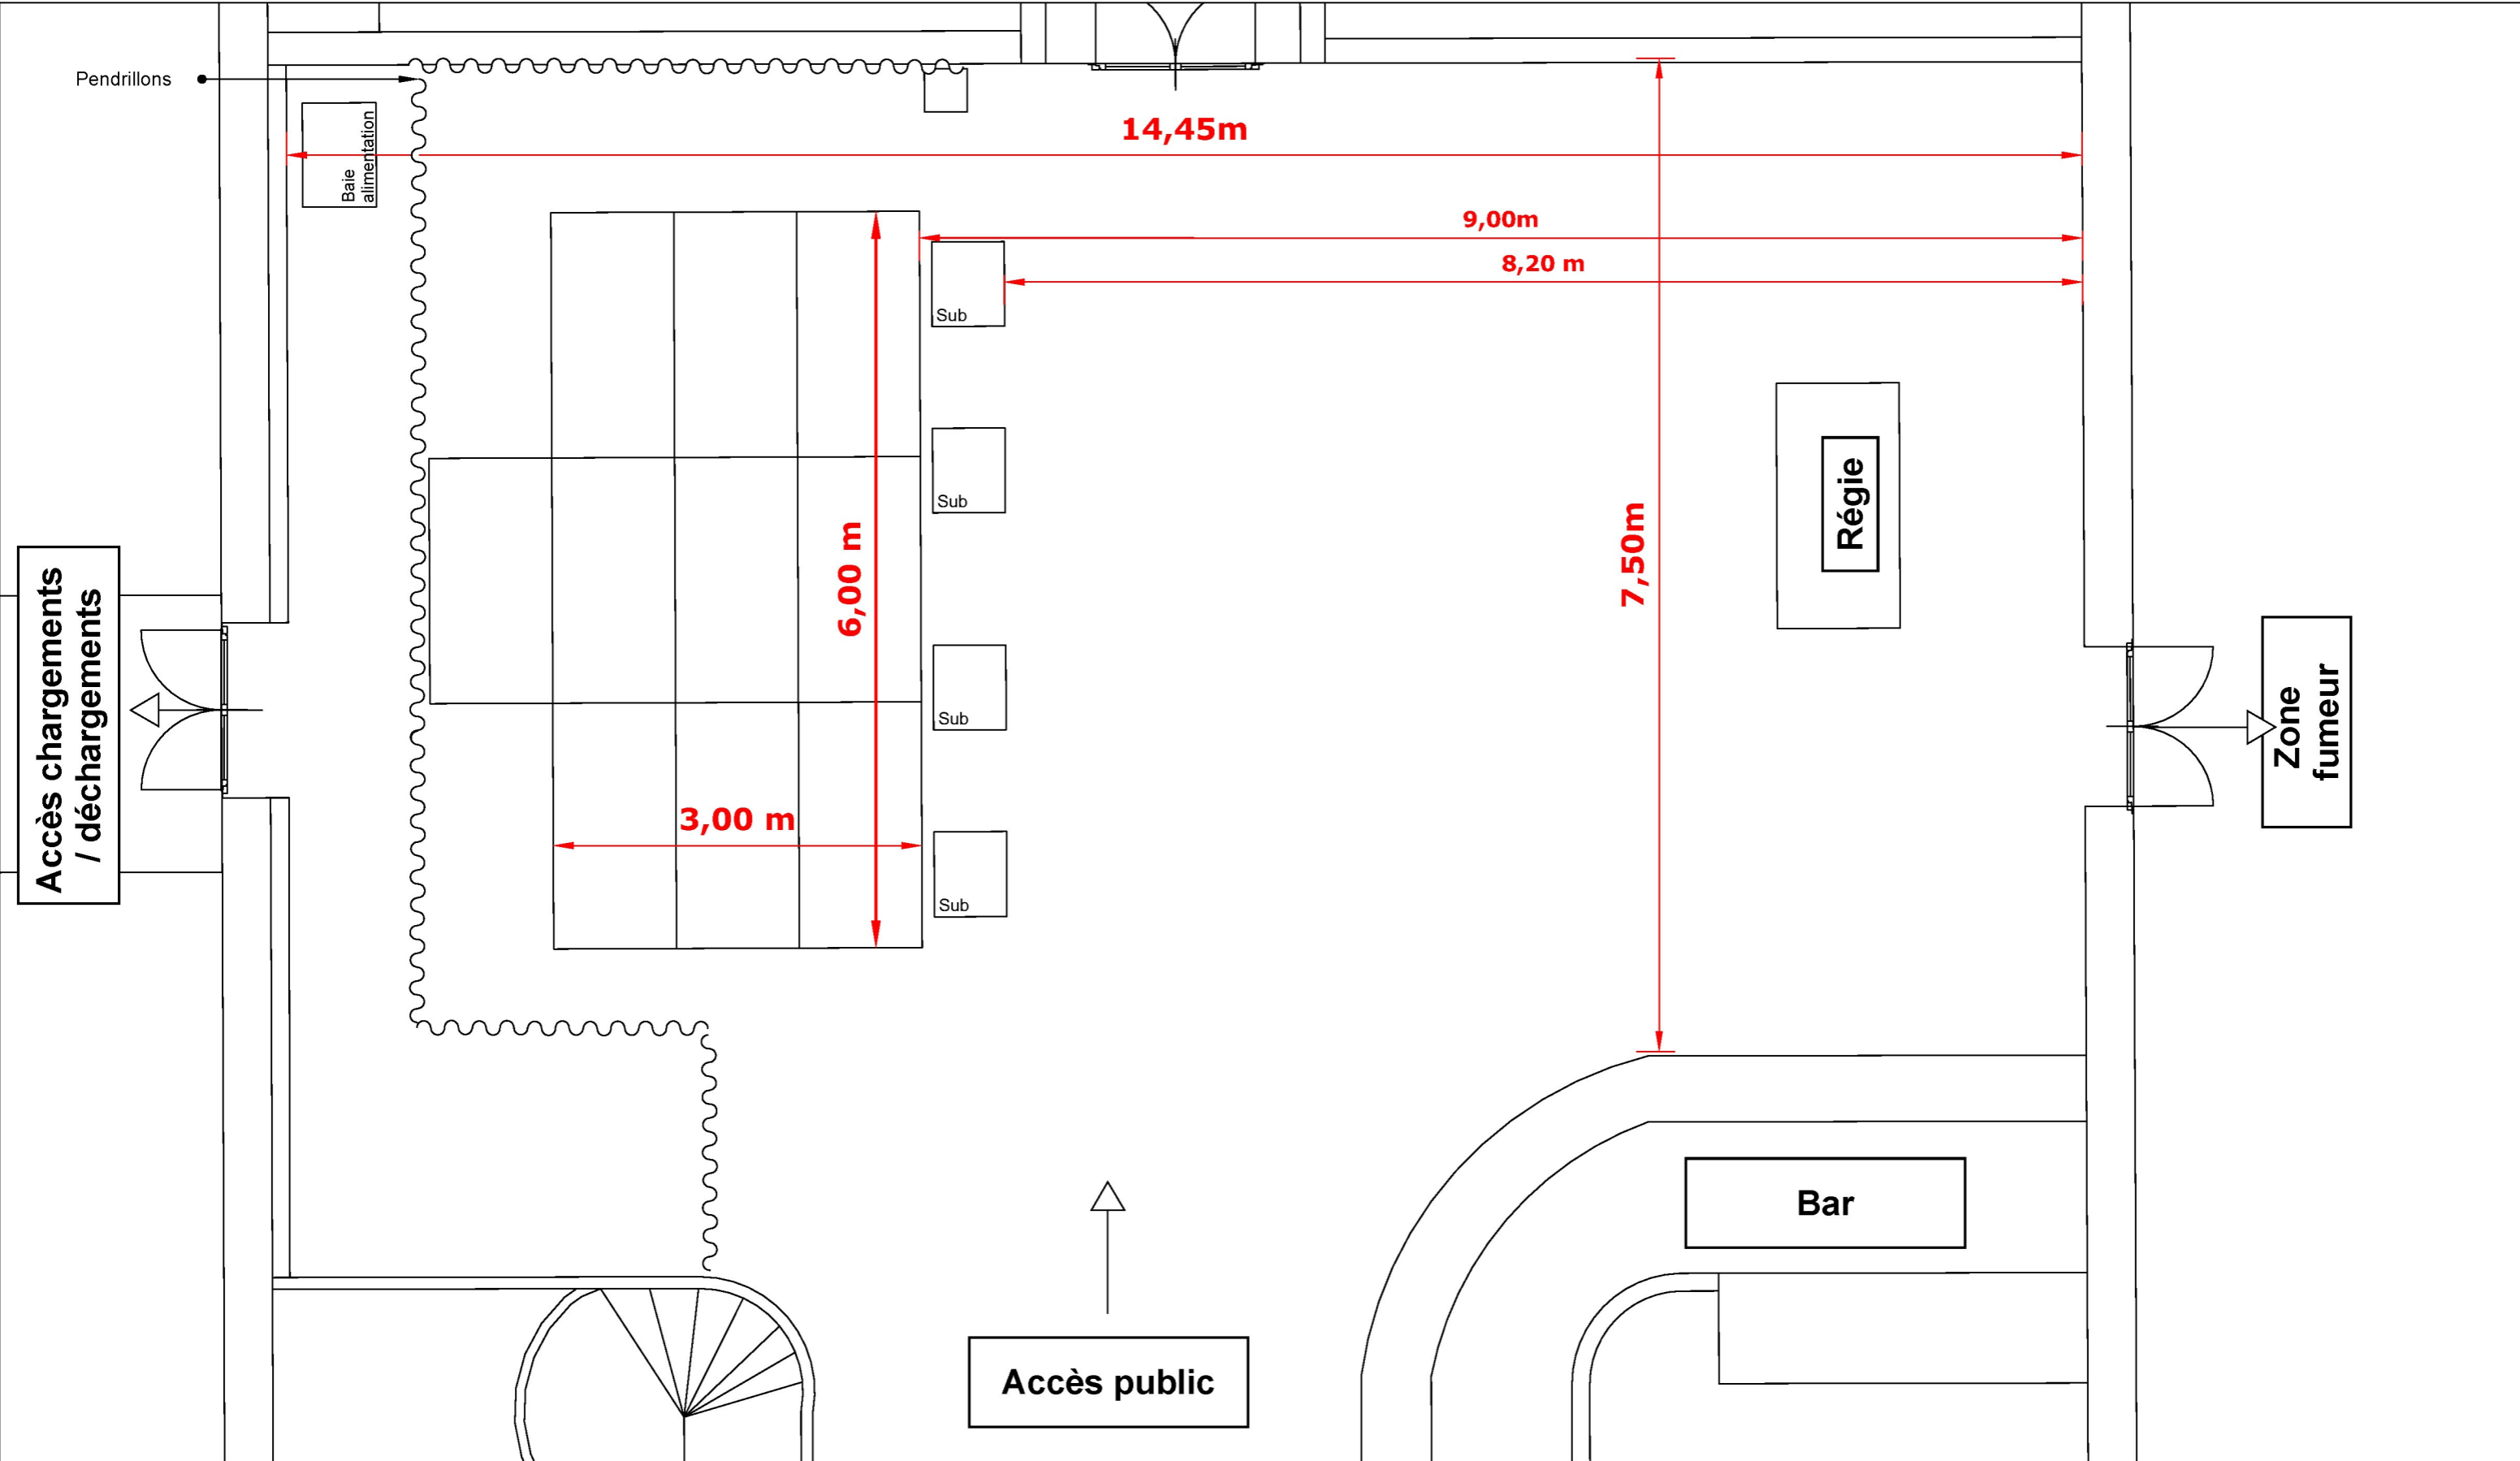 Pendrillons
Baie
alimentation
14,45m
9,00m
8,20 m
Sub
Sub
Sub
Sub
6,00 m
3,00 m
7,50m
Régie
Accès chargements
/ déchargements
Zone
fumeur
Bar
Accès public